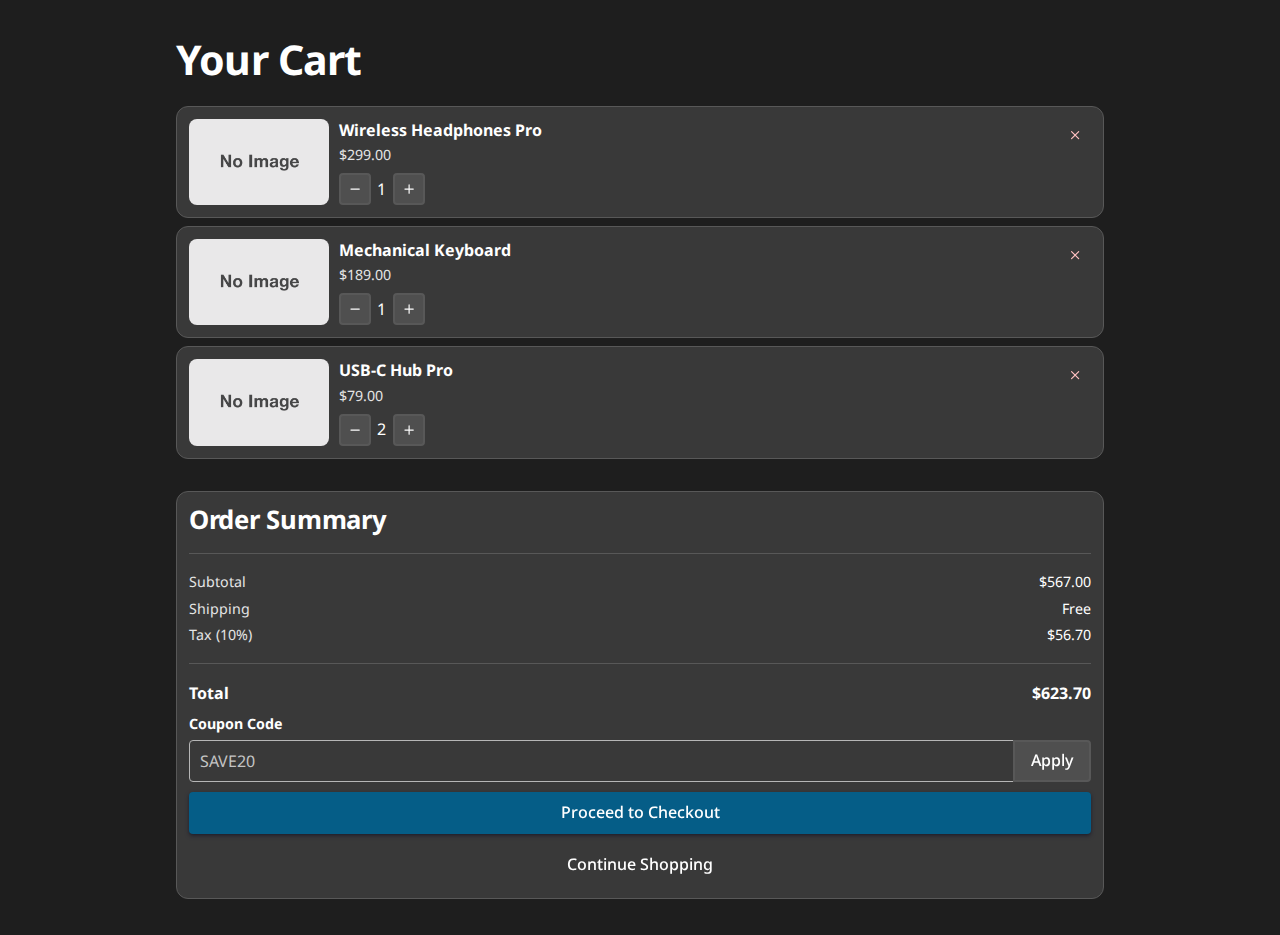 Your Cart
No Image
Wireless Headphones Pro
$299.00
− 1 +
×
No Image
Mechanical Keyboard
$189.00
− 1 +
×
No Image
USB-C Hub Pro
$79.00
− 2 +
×
Order Summary
Subtotal $567.00
Shipping Free
Tax (10%) $56.70
Total $623.70
Coupon Code
SAVE20 Apply
Proceed to Checkout
Continue Shopping